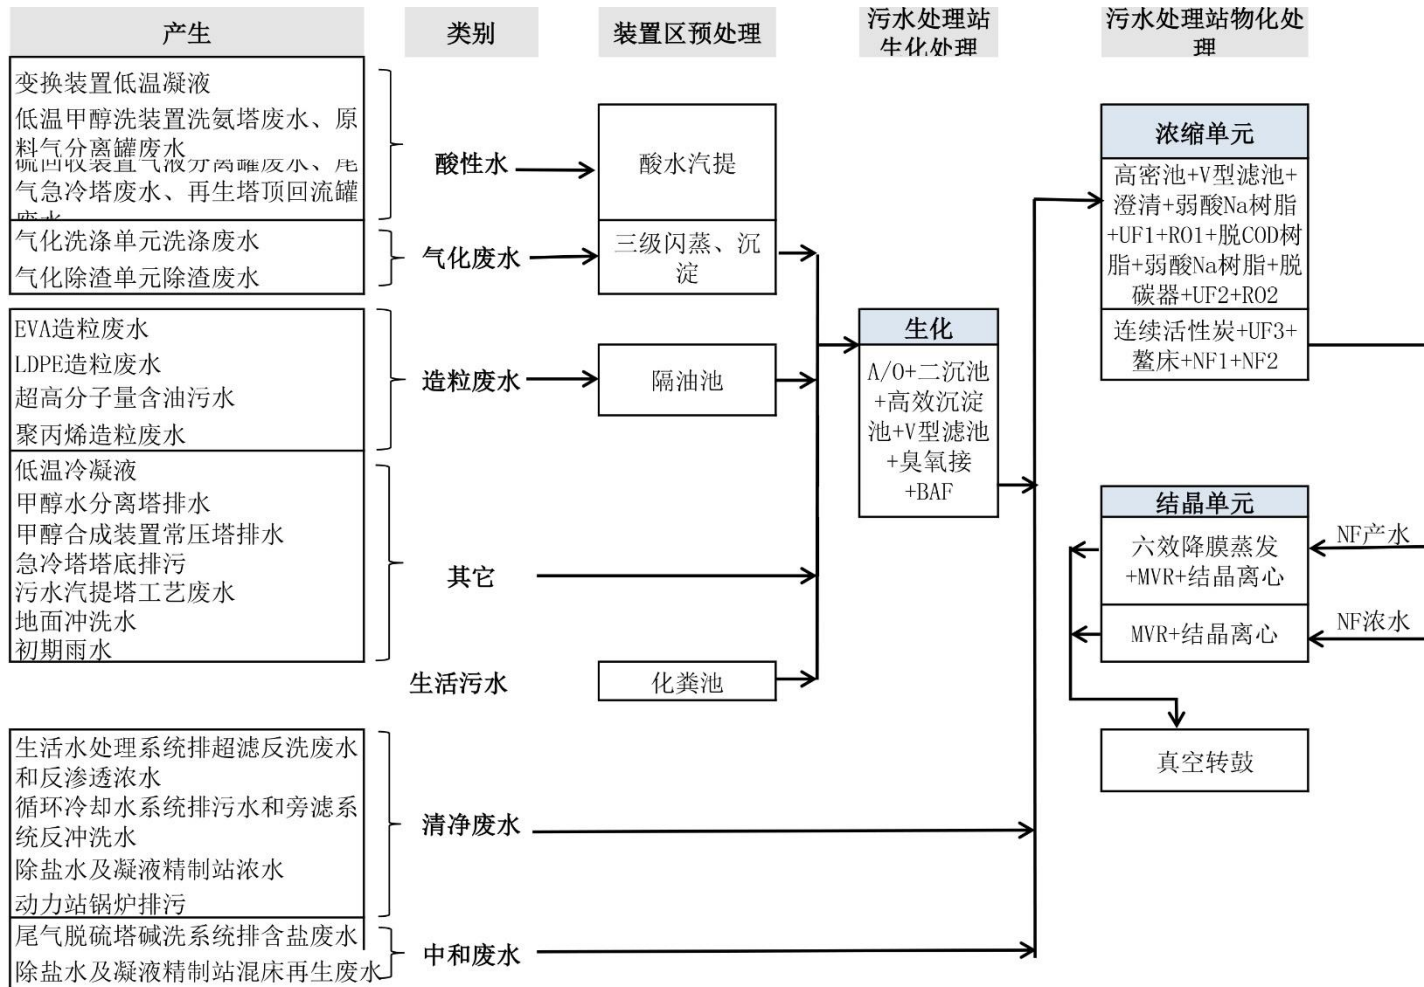 产生
类别
装置区预处理
污水处理站
生化处理
污水处理站物化处
理
变换装置低温凝液
低温甲醇洗装置洗氨塔废水、原
料气分离罐废水
硫回收装置气液分离罐废水、尾
气急冷塔废水、再生塔顶回流罐
废水
酸性水
酸水汽提
气化洗涤单元洗涤废水
气化除渣单元除渣废水
气化废水
三级闪蒸、沉
淀
EVA造粒废水
LDPE造粒废水
超高分子量含油污水
聚丙烯造粒废水
造粒废水
隔油池
低温冷凝液
甲醇水分离塔排水
甲醇合成装置常压塔排水
急冷塔塔底排污
污水汽提塔工艺废水
地面冲洗水
初期雨水
其它
生活污水
化粪池
生活水处理系统排超滤反洗废水
和反渗透浓水
循环冷却水系统排污水和旁滤系
统反冲洗水
除盐水及凝液精制站浓水
动力站锅炉排污
清净废水
尾气脱硫塔碱洗系统排含盐废水
除盐水及凝液精制站混床再生废水
中和废水
生化
A/O+二沉池
+高效沉淀
池+V型滤池
+臭氧接
+BAF
浓缩单元
高密池+V型滤池+
澄清+弱酸Na树脂
+UF1+RO1+脱COD树
脂+弱酸Na树脂+脱
碳器+UF2+RO2
连续活性炭+UF3+
螯床+NF1+NF2
结晶单元
六效降膜蒸发
+MVR+结晶离心
NF产水
MVR+结晶离心
NF浓水
真空转鼓